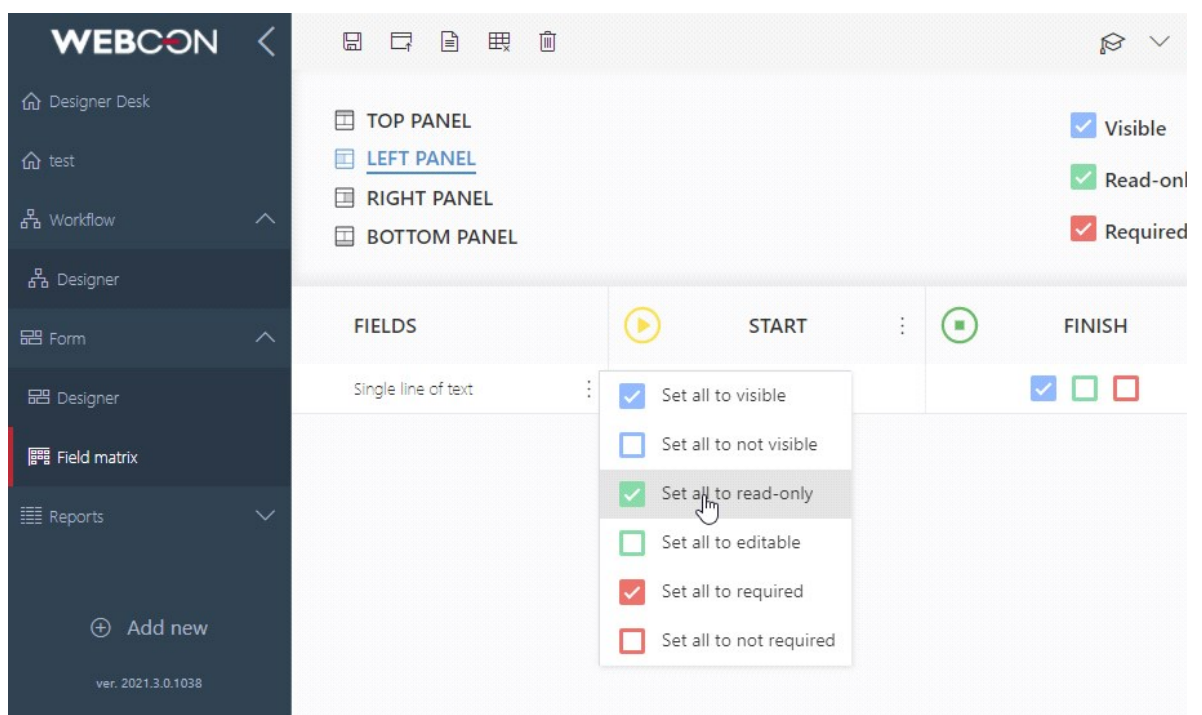 WEBCON
Designer Desk
test
Workflow
Designer
Form
Designer
Field matrix
Reports
Add new
ver. 2021.3.0.1038
TOP PANEL
LEFT PANEL
RIGHT PANEL
BOTTOM PANEL
Visible
Read-onl
Required
FIELDS
START
FINISH
Single line of text
Set all to visible
Set all to not visible
Set all to read-only
Set all to editable
Set all to required
Set all to not required